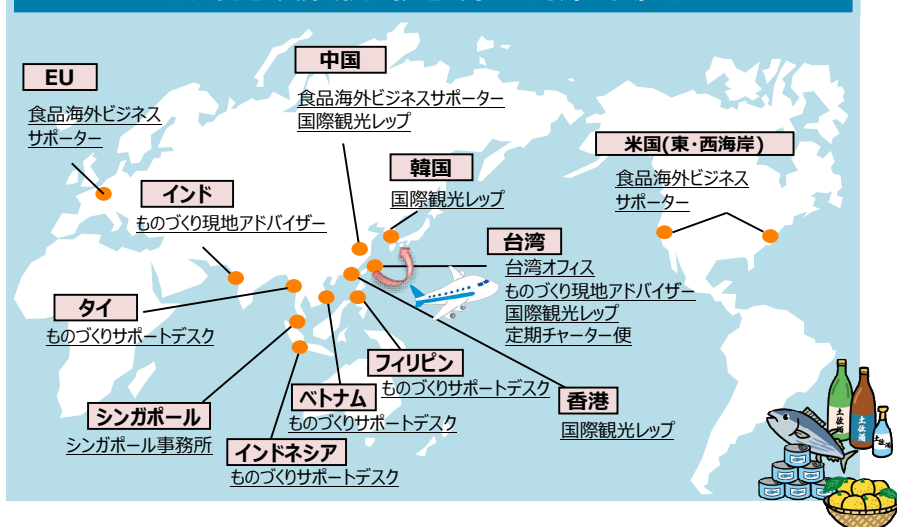 EU
食品海外ビジネス
サポーター
中国
食品海外ビジネスサポーター
国際観光レップ
韓国
国際観光レップ
米国(東・西海岸)
食品海外ビジネス
サポーター
インド
ものづくり現地アドバイザー
台湾
台湾オフィス
ものづくり現地アドバイザー
国際観光レップ
定期チャーター便
タイ
ものづくりサポートデスク
フィリピン
ものづくりサポートデスク
ベトナム
ものづくりサポートデスク
香港
国際観光レップ
シンガポール
シンガポール事務所
インドネシア
ものづくりサポートデスク
土佐酒
土佐酒
土佐酒